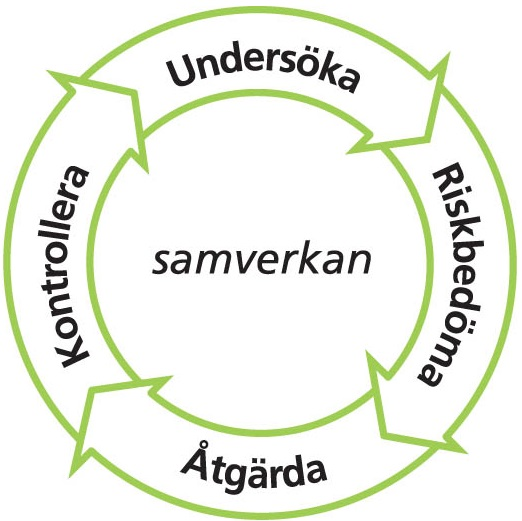 Undersöka
Riskbedöma
Åtgärda
Kontrollera
samverkan